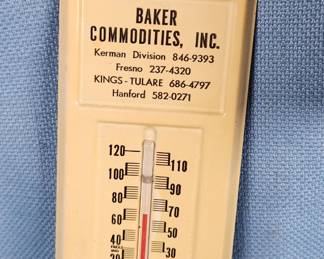 BAKER
COMMODITIES, INC.
Kerman Division 846-9393
Fresno 237-4320
KINGS - TULARE 686-4797
Hanford 582-0271
120
110
100
90
80
70
60
50
40
30
20